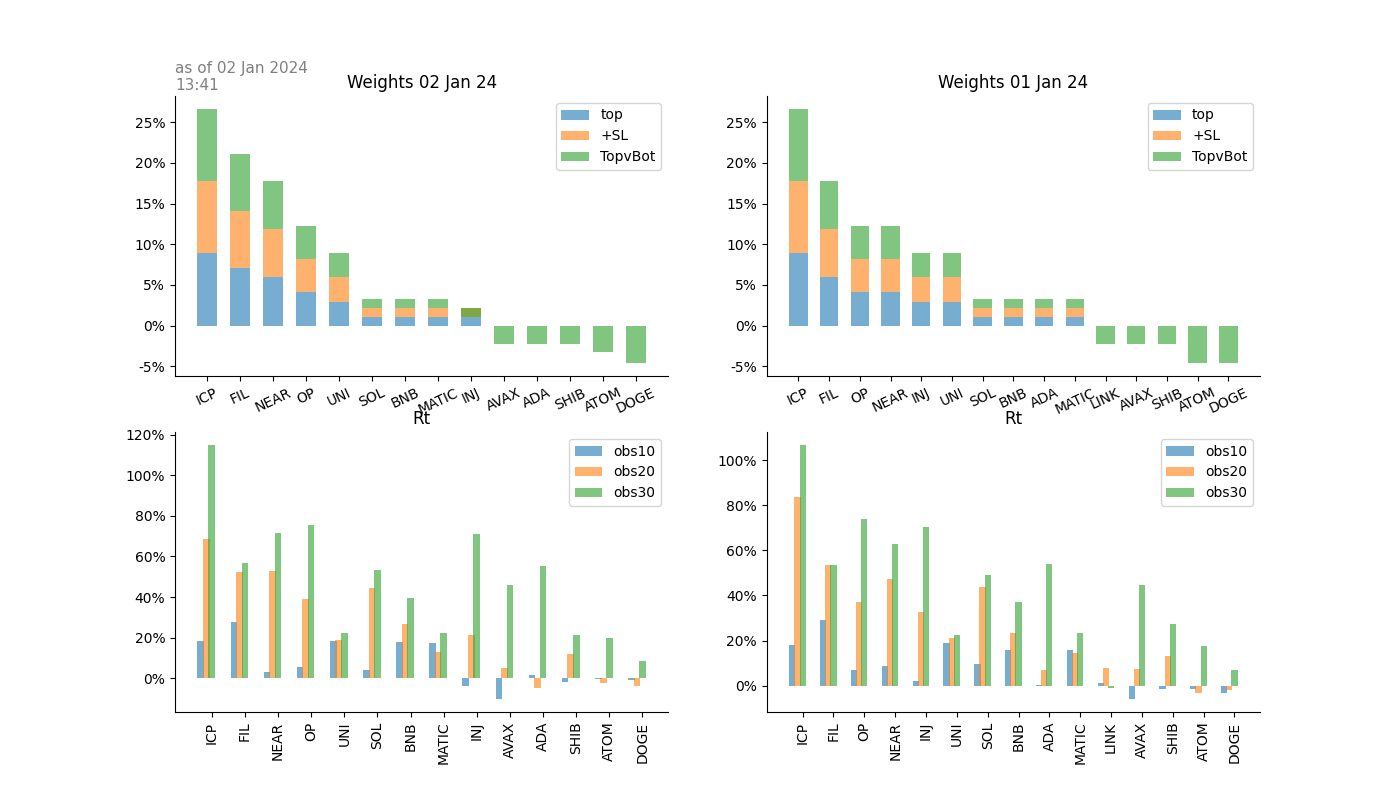 as of 02 Jan 2024
13:41
Weights 02 Jan 24
top
+SL
TopvBot
25%
20%
15%
10%
5%
0%
-5%
ICP FIL NEAR OP UNI SOL BNB MATIC INJ AVAX ADA SHIB ATOM DOGE
Weights 01 Jan 24
top
+SL
TopvBot
25%
20%
15%
10%
5%
0%
-5%
ICP FIL OP NEAR INJ UNI SOL BNB ADA MATIC LINK AVAX SHIB ATOM DOGE
Rt
obs10
obs20
obs30
120%
100%
80%
60%
40%
20%
0%
ICP FIL NEAR OP UNI SOL BNB MATIC INJ AVAX ADA SHIB ATOM DOGE
Rt
obs10
obs20
obs30
100%
80%
60%
40%
20%
0%
ICP FIL OP NEAR INJ UNI SOL BNB ADA MATIC LINK AVAX SHIB ATOM DOGE